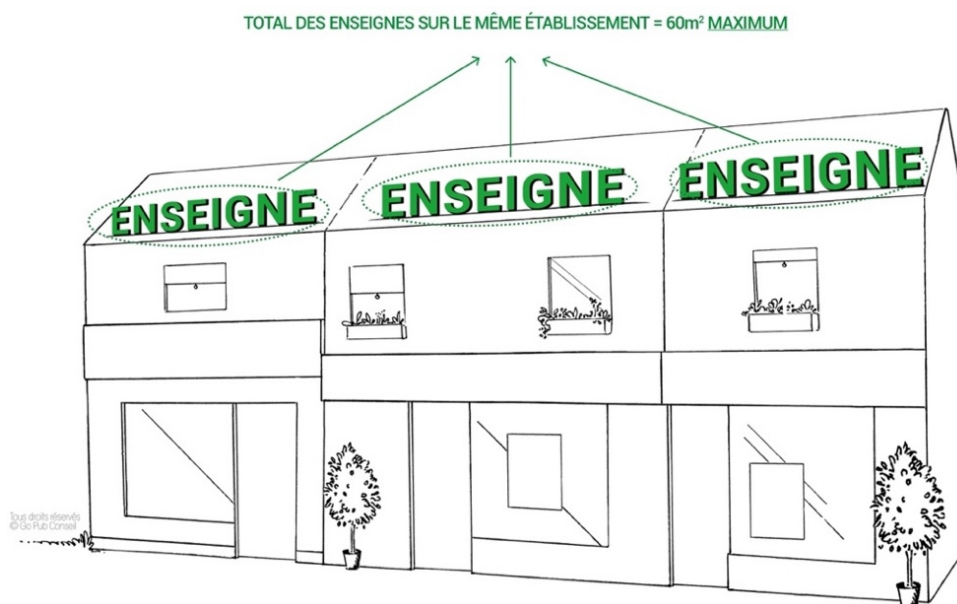 TOTAL DES ENSEIGNES SUR LE MÊME ÉTABLISSEMENT = 60m² MAXIMUM
ENSEIGNE
ENSEIGNE
ENSEIGNE
Tous droits réservés
© Go Pub Conseil